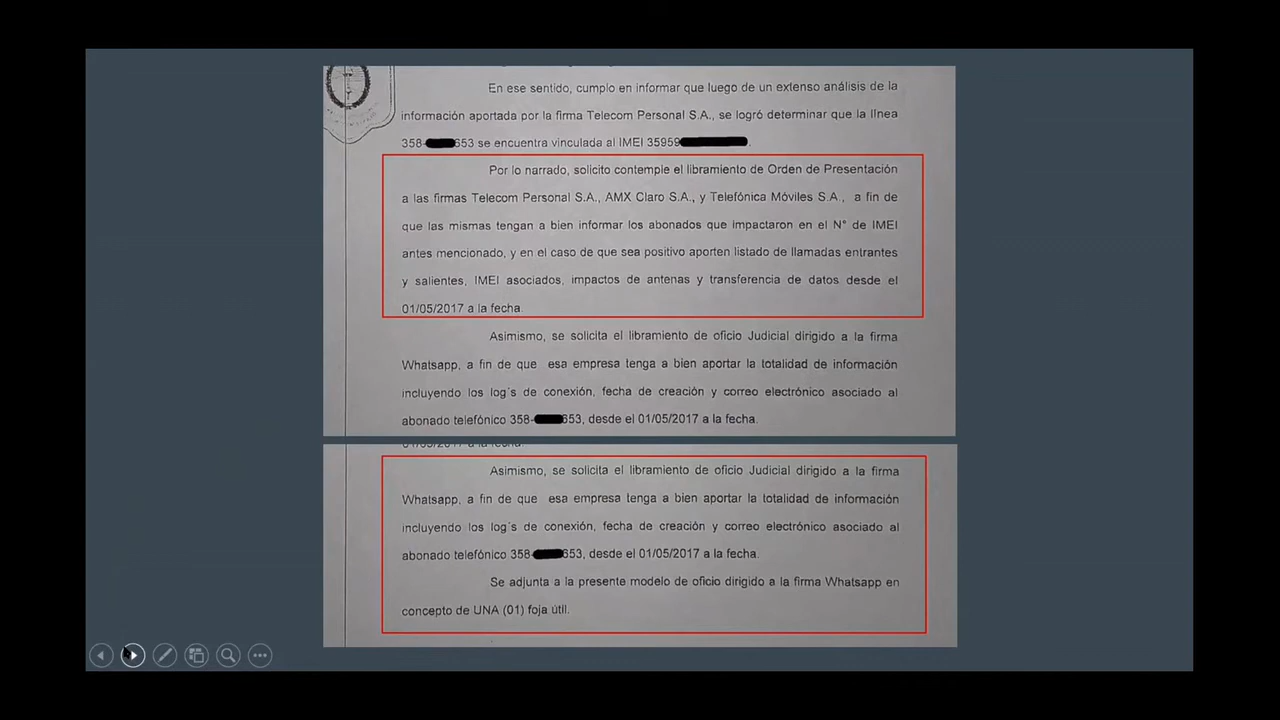 En ese sentido, cumplo en informar que luego de un extenso análisis de la
información aportada por la firma Telecom Personal S.A., se logró determinar que la línea
358- 653 se encuentra vinculada al IMEI 35959 .
Por lo narrado, solicito contemple el libramiento de Orden de Presentación
a las firmas Telecom Personal S.A., AMX Claro S.A., y Telefónica Móviles S.A., a fin de
que las mismas tengan a bien informar los abonados que impactaron en el N° de IMEI
antes mencionado, y en el caso de que sea positivo aporten listado de llamadas entrantes
y salientes, IMEI asociados, impactos de antenas y transferencia de datos desde el
01/05/2017 a la fecha.
Asimismo, se solicita el libramiento de oficio Judicial dirigido a la firma
Whatsapp, a fin de que esa empresa tenga a bien aportar la totalidad de información
incluyendo los log´s de conexión, fecha de creación y correo electrónico asociado al
abonado telefónico 358- 653, desde el 01/05/2017 a la fecha.
01/05/2017 a la fecha.
Asimismo, se solicita el libramiento de oficio Judicial dirigido a la firma
Whatsapp, a fin de que esa empresa tenga a bien aportar la totalidad de información
incluyendo los log´s de conexión, fecha de creación y correo electrónico asociado al
abonado telefónico 358- 653, desde el 01/05/2017 a la fecha.
Se adjunta a la presente modelo de oficio dirigido a la firma Whatsapp en
concepto de UNA (01) foja útil.